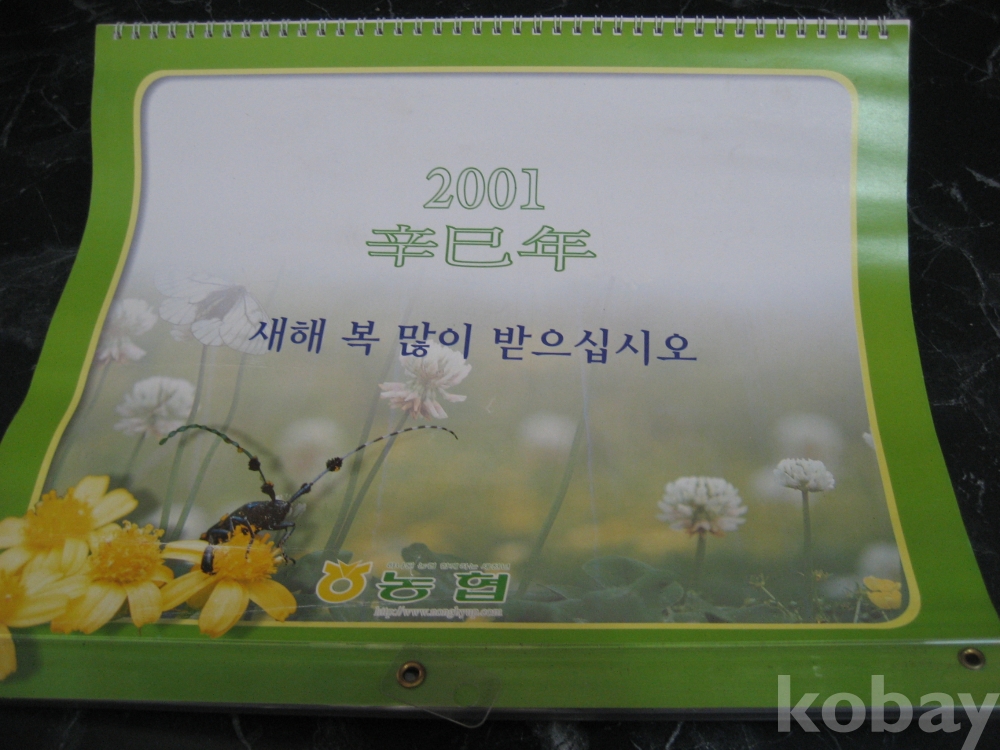 2001
辛巳年
새해 복 많이 받으십시오
농협
kobay